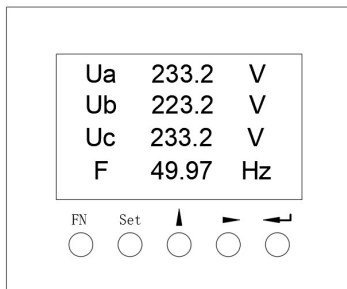 Ua 233.2 V
Ub 223.2 V
Uc 233.2 V
F 49.97 Hz
FN Set